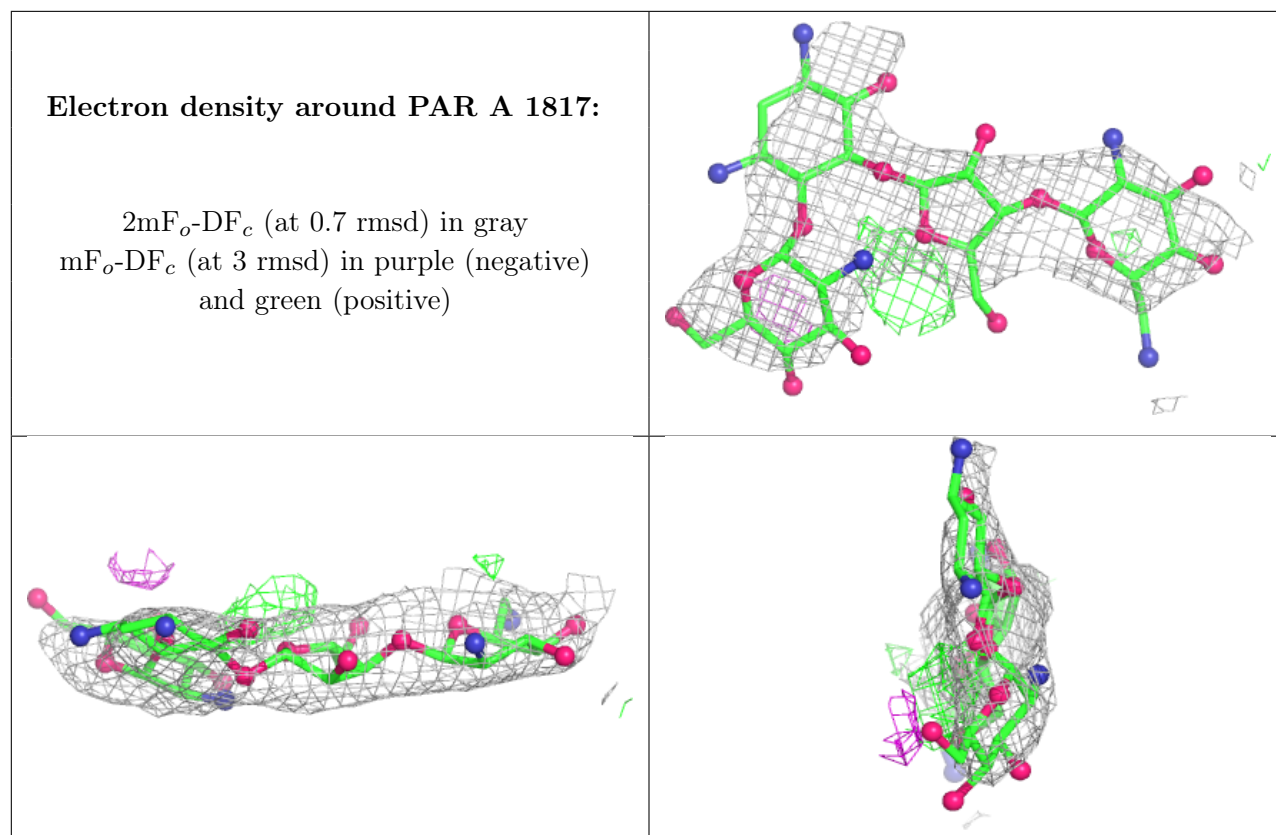 Electron density around PAR A 1817:
2mFₒ-DF𝒸 (at 0.7 rmsd) in gray
mFₒ-DF𝒸 (at 3 rmsd) in purple (negative)
and green (positive)